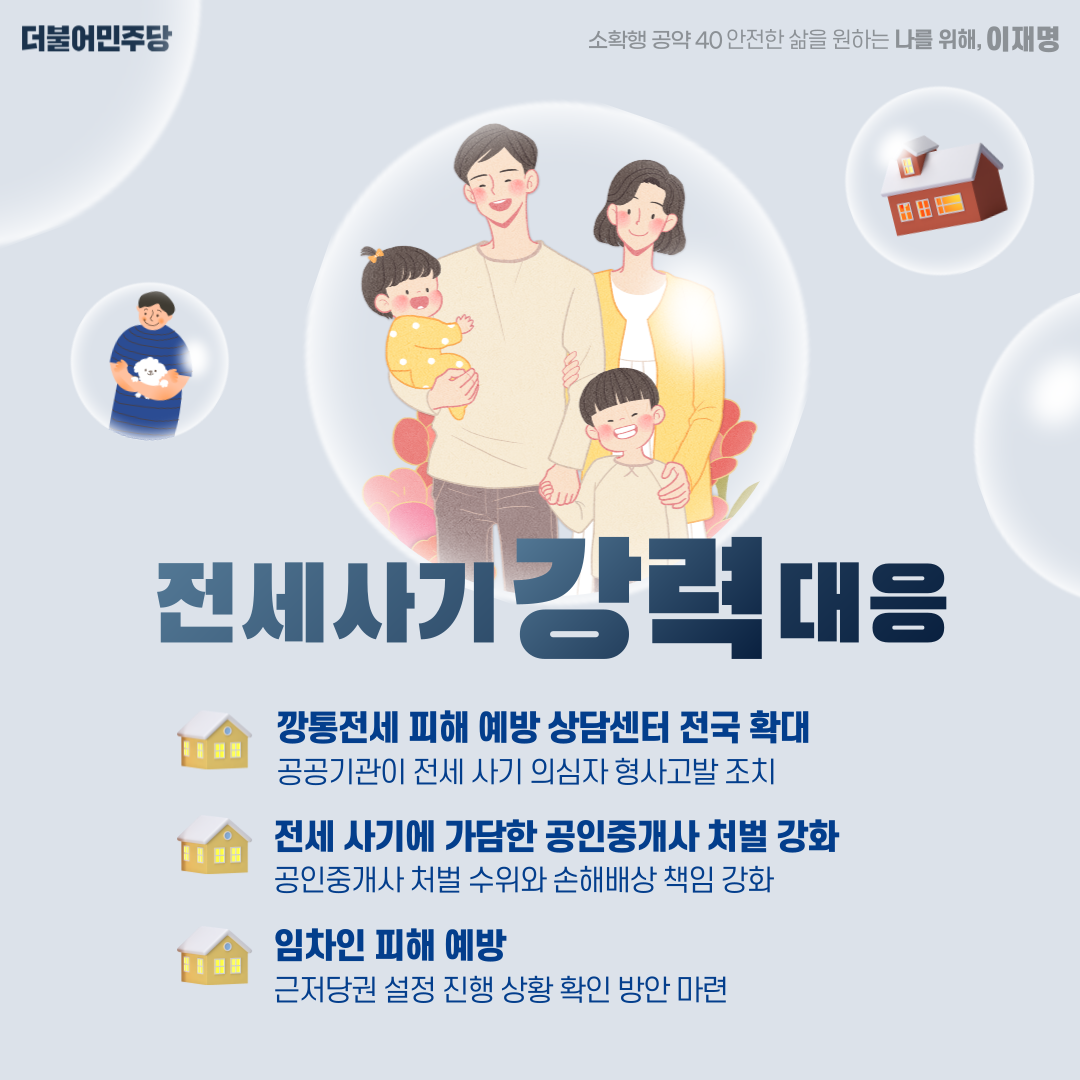 더불어민주당
소확행 공약 40 안전한 삶을 원하는 나를 위해, 이재명
전세사기 강력 대응
깡통전세 피해 예방 상담센터 전국 확대
공공기관이 전세 사기 의심자 형사고발 조치
전세 사기에 가담한 공인중개사 처벌 강화
공인중개사 처벌 수위와 손해배상 책임 강화
임차인 피해 예방
근저당권 설정 진행 상황 확인 방안 마련